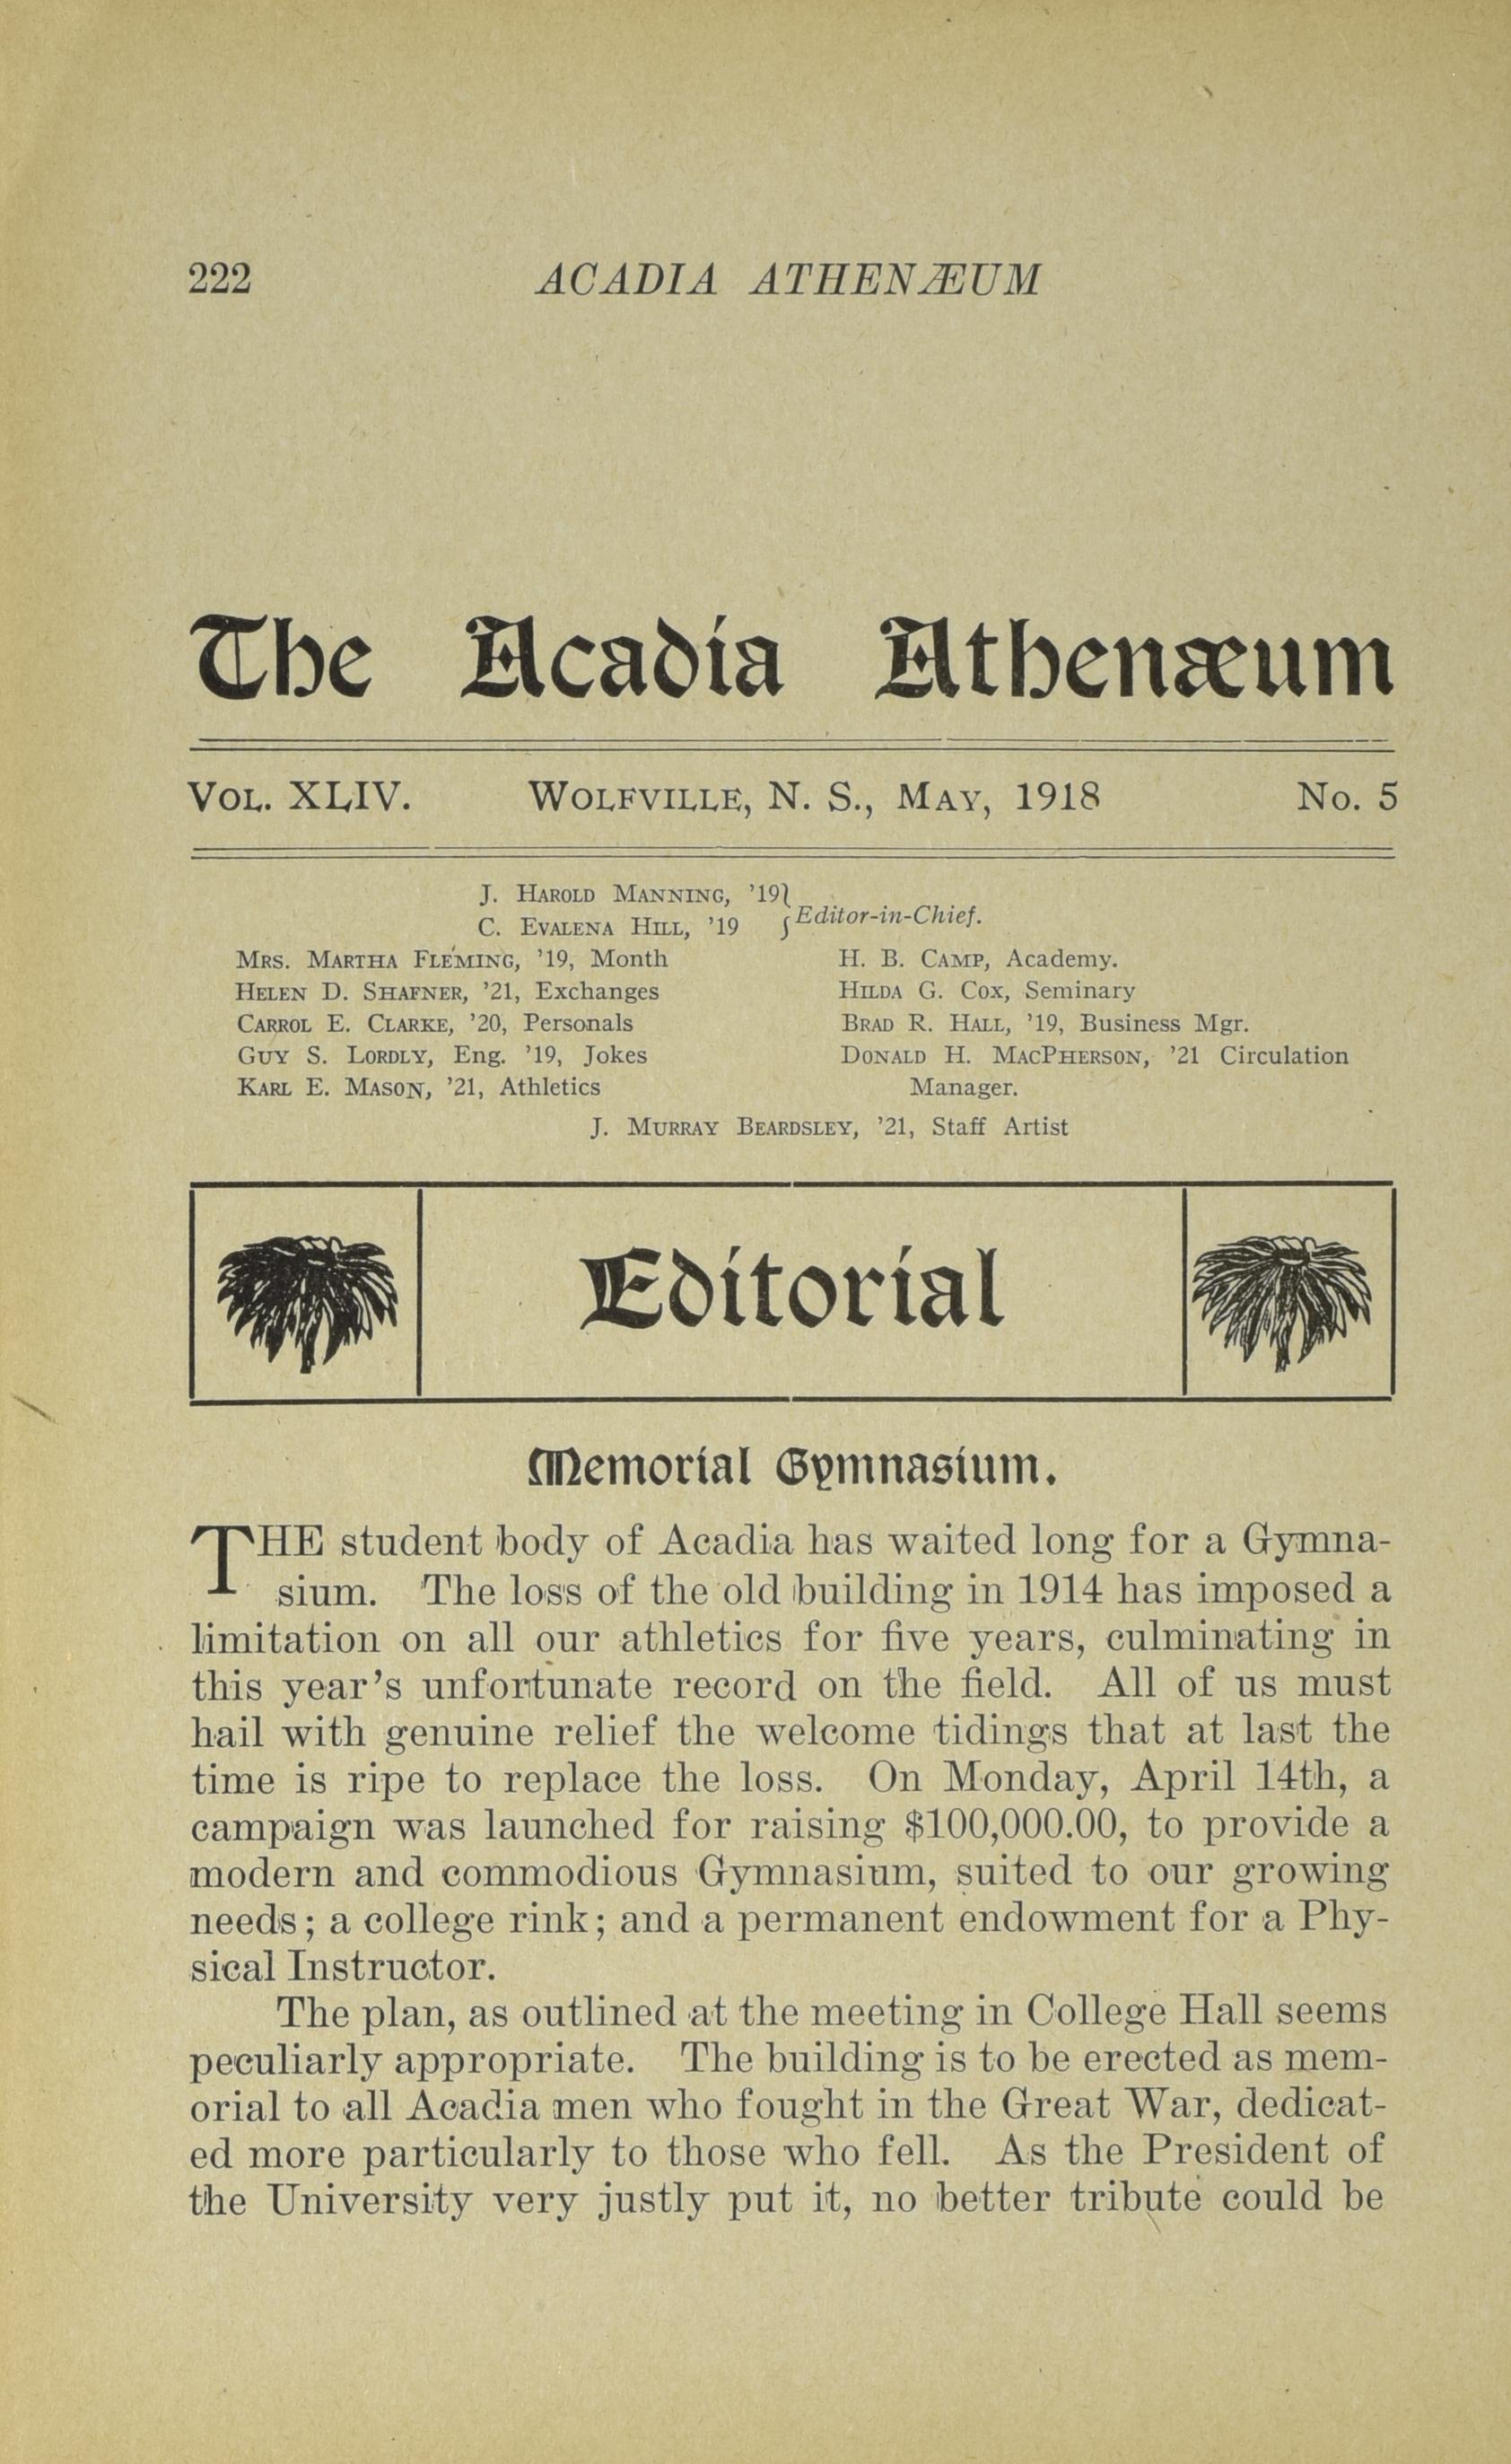 222 ACADIA ATHENÆUM
The Acadia Athenæum
VOL. XLIV. WOLFVILLE, N. S., MAY, 1918 No. 5
J. HAROLD MANNING, '19}
C. EVALENA HILL, '19 } Editor-in-Chief.
MRS. MARTHA FLEMING, '19, Month
HELEN D. SHAFNER, '21, Exchanges
CARROL E. CLARKE, '20, Personals
GUY S. LORDLY, Eng. '19, Jokes
KARL E. MASON, '21, Athletics
H. B. CAMP, Academy.
HILDA G. COX, Seminary
BRAD R. HALL, '19, Business Mgr.
DONALD H. MACPHERSON, '21 Circulation
Manager.
J. MURRAY BEARDSLEY, '21, Staff Artist
Editorial
Memorial Gymnasium.
THE student body of Acadia has waited long for a Gymna-
sium. The loss of the old building in 1914 has imposed a
limitation on all our athletics for five years, culminating in
this year's unfortunate record on the field. All of us must
hail with genuine relief the welcome tidings that at last the
time is ripe to replace the loss. On Monday, April 14th, a
campaign was launched for raising $100,000.00, to provide a
modern and commodious Gymnasium, suited to our growing
needs; a college rink; and a permanent endowment for a Phy-
sical Instructor.
The plan, as outlined at the meeting in College Hall seems
peculiarly appropriate. The building is to be erected as mem-
orial to all Acadia men who fought in the Great War, dedicat-
ed more particularly to those who fell. As the President of
the University very justly put it, no better tribute could be